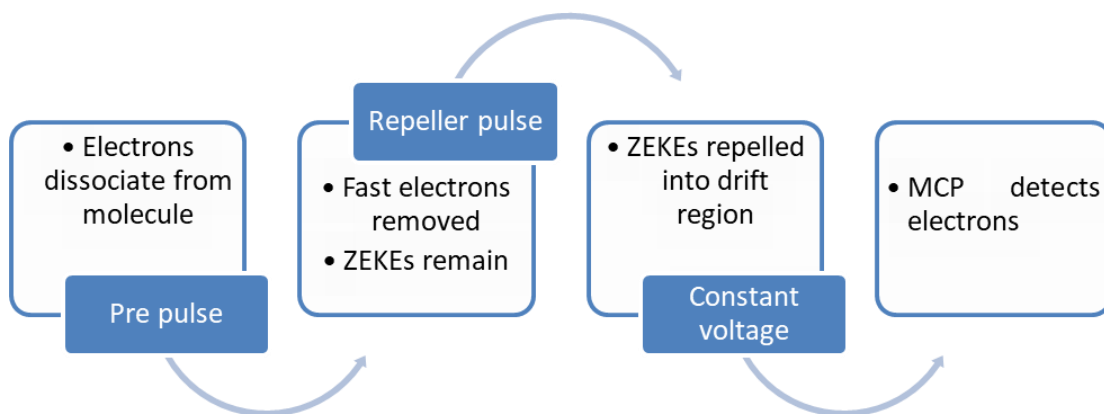 • Electrons
dissociate from
molecule
Pre pulse
Repeller pulse
• Fast electrons
removed
• ZEKEs remain
• ZEKEs repelled
into drift
region
Constant
voltage
• MCP detects
electrons